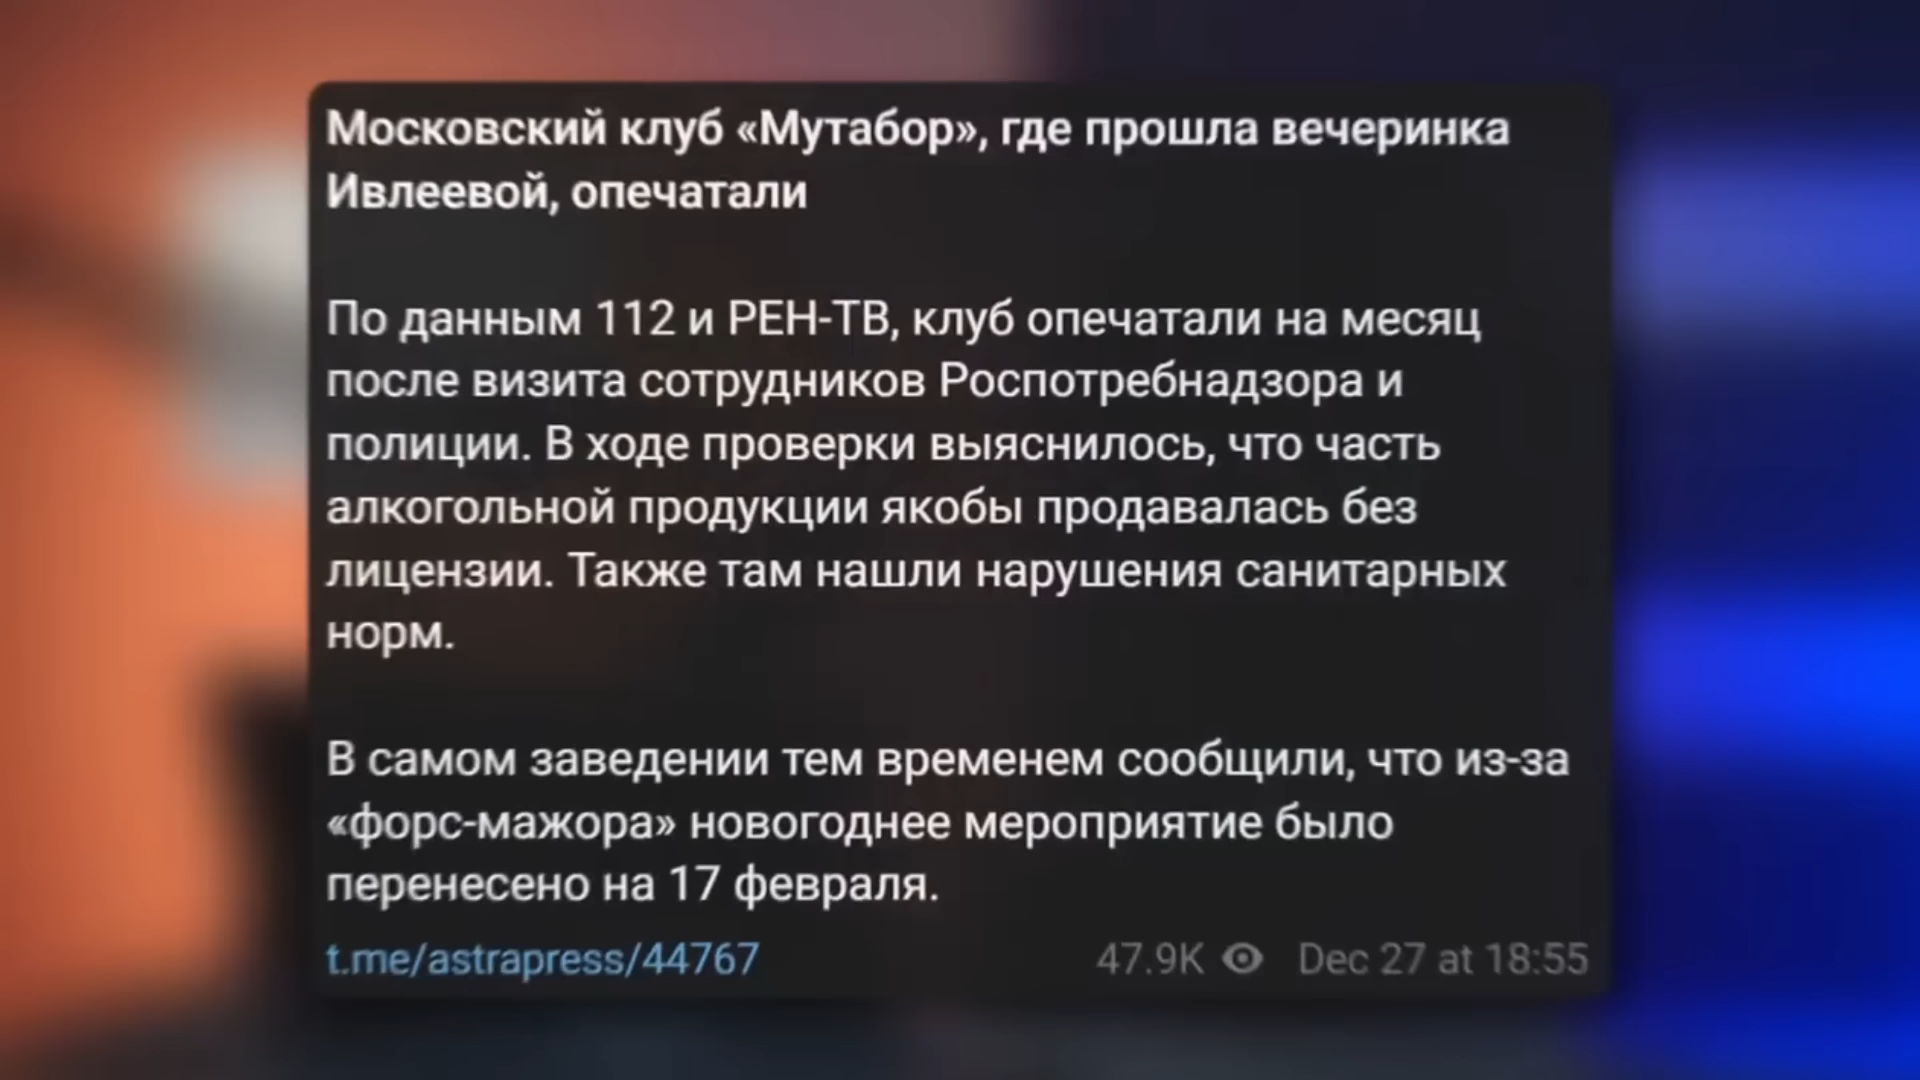 Московский клуб «Мутабор», где прошла вечеринка
Ивлеевой, опечатали
По данным 112 и РЕН-ТВ, клуб опечатали на месяц
после визита сотрудников Роспотребнадзора и
полиции. В ходе проверки выяснилось, что часть
алкогольной продукции якобы продавалась без
лицензии. Также там нашли нарушения санитарных
норм.
В самом заведении тем временем сообщили, что из-за
«форс-мажора» новогоднее мероприятие было
перенесено на 17 февраля.
t.me/astrapress/44767 47.9K Dec 27 at 18:55